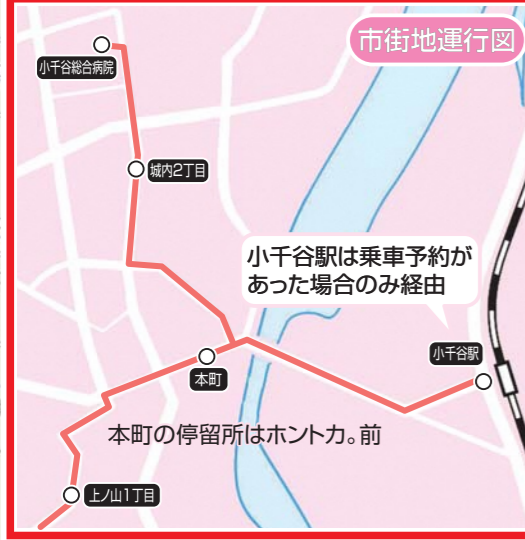 市街地運行図
小千谷総合病院
城内2丁目
小千谷駅は乗車予約が
あった場合のみ経由
小千谷駅
本町
本町の停留所はホントカ。前
上ノ山1丁目